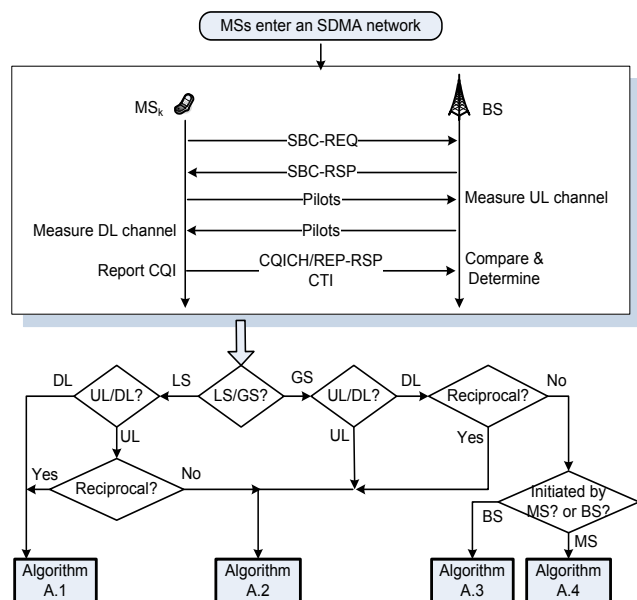 MSs enter an SDMA network
MSk
BS
SBC-REQ
SBC-RSP
Pilots
Measure UL channel
Measure DL channel
Pilots
Report CQI
CQICH/REP-RSP
CTI
Compare &
Determine
DL
UL/DL?
LS
LS/GS?
GS
UL/DL?
DL
Reciprocal?
No
UL
UL
Yes
Yes
Reciprocal?
No
Initiated by
MS? or BS?
BS
MS
Algorithm
A.1
Algorithm
A.2
Algorithm
A.3
Algorithm
A.4